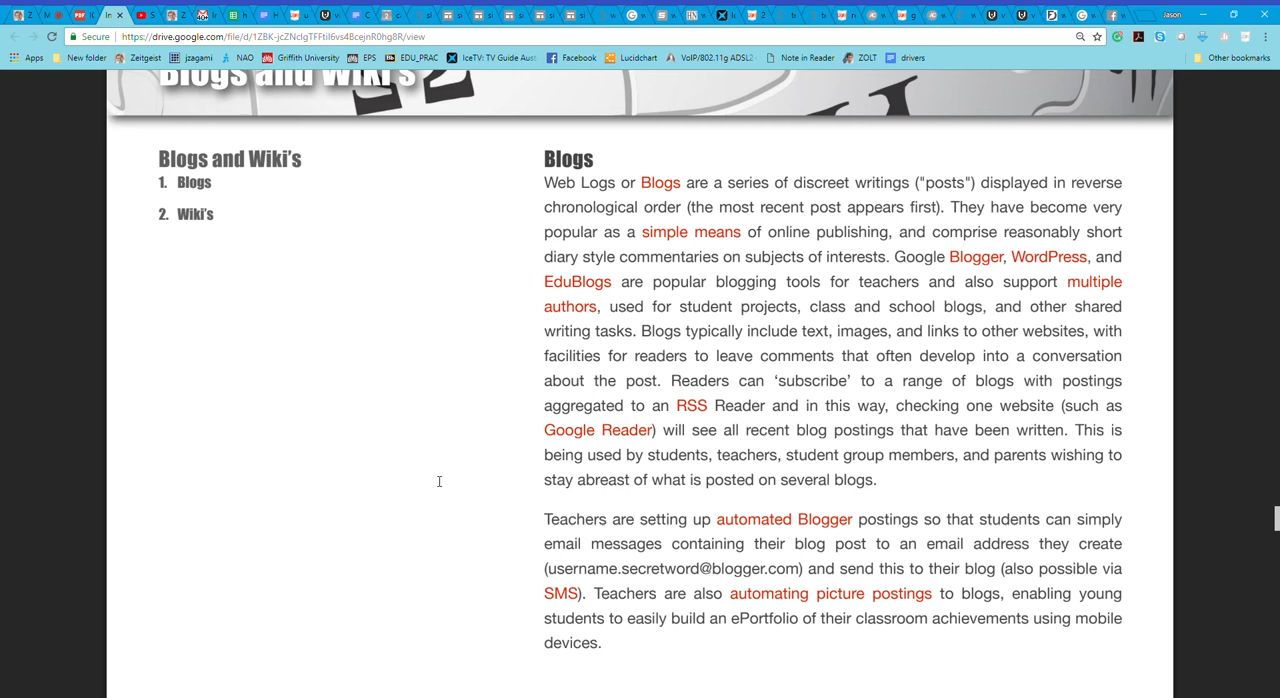 In
Jason
Secure
https://drive.google.com/file/d/1ZBK-jcZNclgTFFtil6vs4BcejnR0hg8R/view
Apps New folder Zeitgeist jzagami NAO Griffith University EPS EDU_PRAC IceTV: TV Guide Aust Facebook Lucidchart VoIP/802.11g ADSL2 Note in Reader ZOLT drivers Other bookmarks
Blogs and Wiki's
Blogs and Wiki's
1. Blogs
2. Wiki's
Blogs
Web Logs or Blogs are a series of discreet writings ("posts") displayed in reverse
chronological order (the most recent post appears first). They have become very
popular as a simple means of online publishing, and comprise reasonably short
diary style commentaries on subjects of interests. Google Blogger, WordPress, and
EduBlogs are popular blogging tools for teachers and also support multiple
authors, used for student projects, class and school blogs, and other shared
writing tasks. Blogs typically include text, images, and links to other websites, with
facilities for readers to leave comments that often develop into a conversation
about the post. Readers can ‘subscribe’ to a range of blogs with postings
aggregated to an RSS Reader and in this way, checking one website (such as
Google Reader) will see all recent blog postings that have been written. This is
being used by students, teachers, student group members, and parents wishing to
stay abreast of what is posted on several blogs.
Teachers are setting up automated Blogger postings so that students can simply
email messages containing their blog post to an email address they create
(username.secretword@blogger.com) and send this to their blog (also possible via
SMS). Teachers are also automating picture postings to blogs, enabling young
students to easily build an ePortfolio of their classroom achievements using mobile
devices.